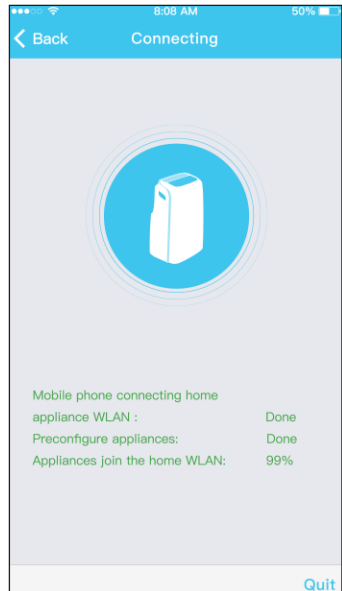 8:08 AM 50%
Back Connecting
Mobile phone connecting home
appliance WLAN : Done
Preconfigure appliances: Done
Appliances join the home WLAN: 99%
Quit